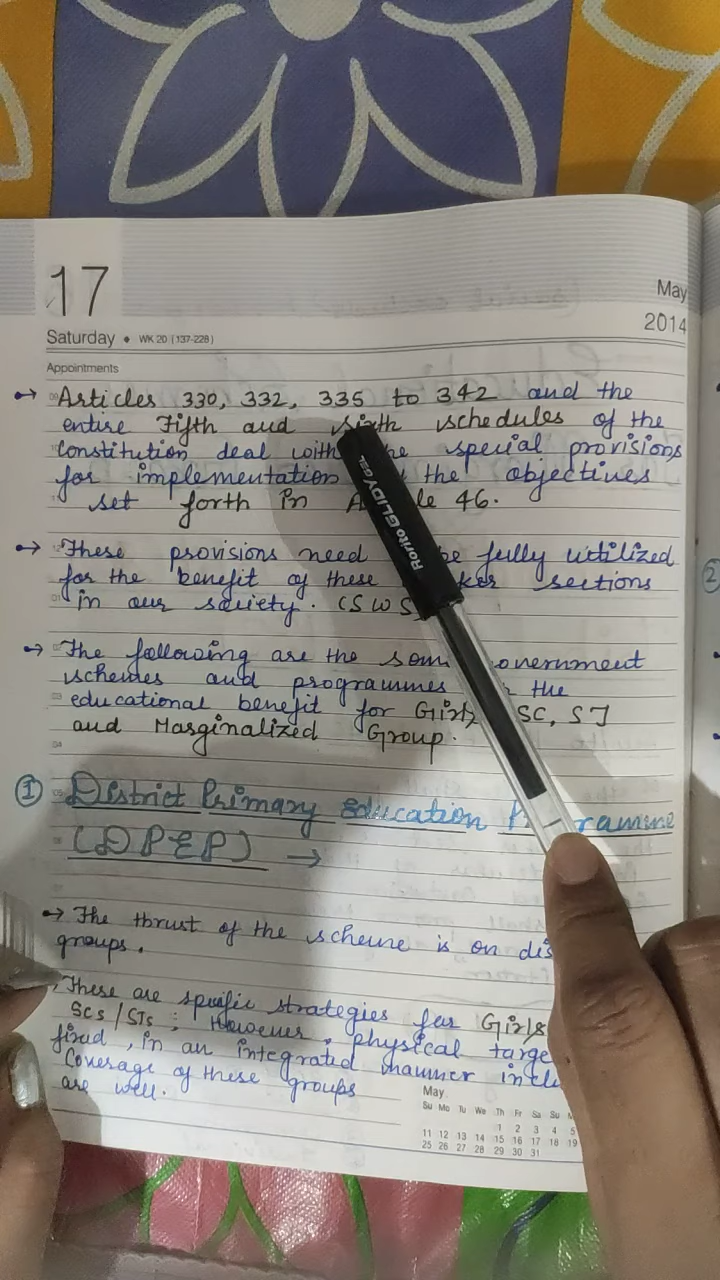 17
May
2014
Saturday • WK 20 (137-228)
Appointments
→ Articles 330, 332, 335 to 342 and the
entire Fifth and sixth schedules of the
Constitution deal with special provisions
for implementation the objectives
set forth in 46.
→ These provisions need fully utilized
for the benefit of these sections
in our society. (SWS
→ The following are the
schemes and programmes the
educational benefit for Girls, SC, ST
and Marginalized Group.
① District Primary Education
(DPEP) →
→ The thrust of the scheme is on
groups.
These are specific strategies for Girls
SCs/STs; However, physical
fixed, in an integrated manner
Coverage of these groups
are well.
May
Su Mo Tu We Th Fr Sa Su
1 2 3 4 5
11 12 13 14 15 16 17 18 19
25 26 27 28 29 30 31
Rorito GLIDY GEL
2